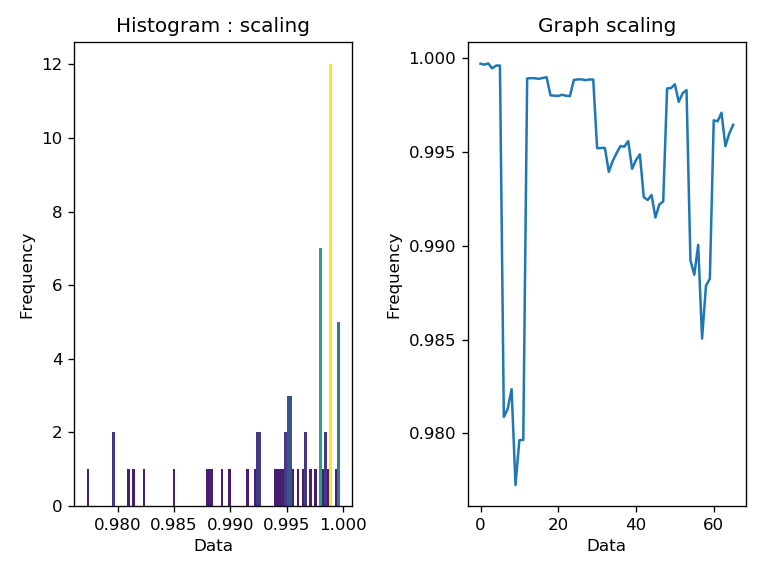 Histogram : scaling
Frequency
12
10
8
6
4
2
0
0.980 0.985 0.990 0.995 1.000
Data
Graph scaling
Frequency
1.000
0.995
0.990
0.985
0.980
0 20 40 60
Data